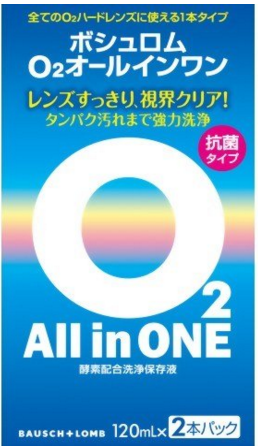 全てのO2ハードレンズに使える1本タイプ
ボシュロム
O2オールインワン
レンズすっきり、視界クリア!
タンパク汚れまで強力洗浄
抗菌
タイプ
O2
All in ONE
酵素配合洗浄保存液
BAUSCH+LOMB 120mL×2本パック